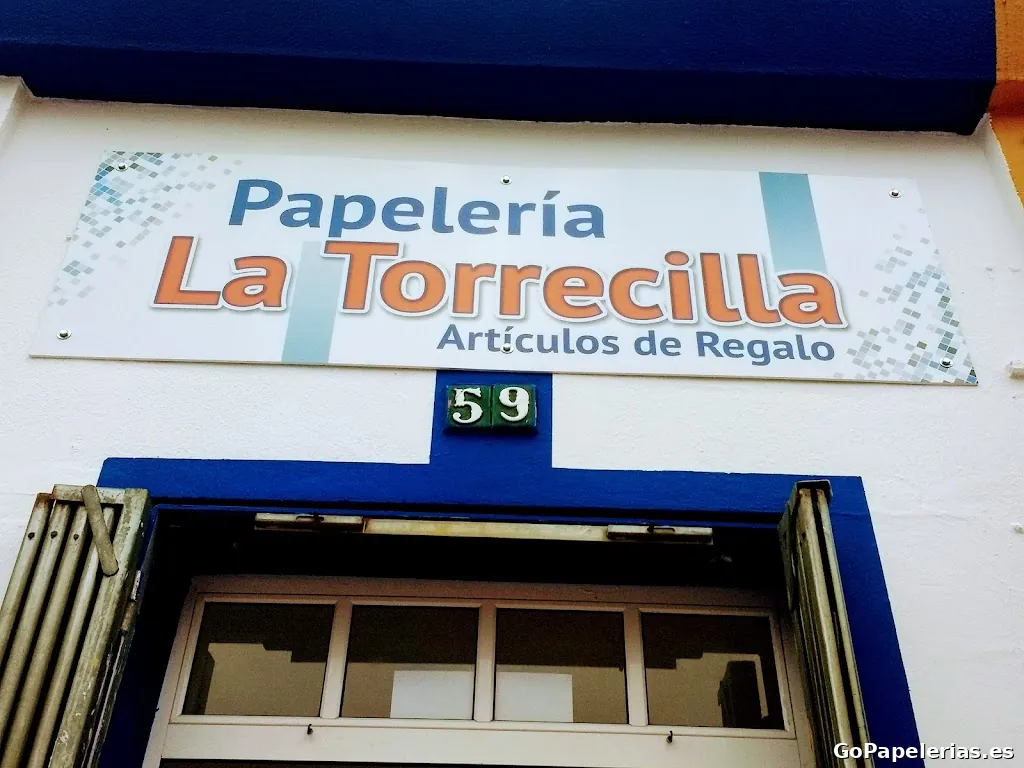 Papelería
La Torrecilla
Artículos de Regalo
59
GoPapelerias.es